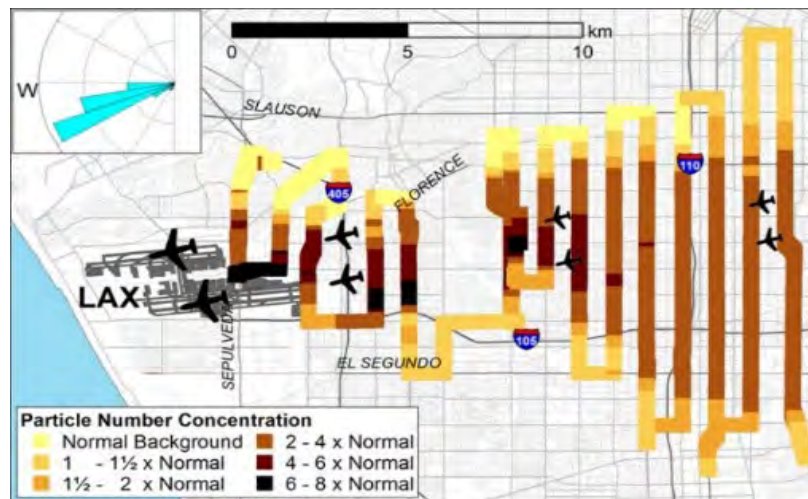 km
0 5 10
W
SLAUSON
405
FLORENCE
110
LAX
SEPULVEDA
105
EL SEGUNDO
Particle Number Concentration
Normal Background
1 - 1½ x Normal
1½ - 2 x Normal
2 - 4 x Normal
4 - 6 x Normal
6 - 8 x Normal